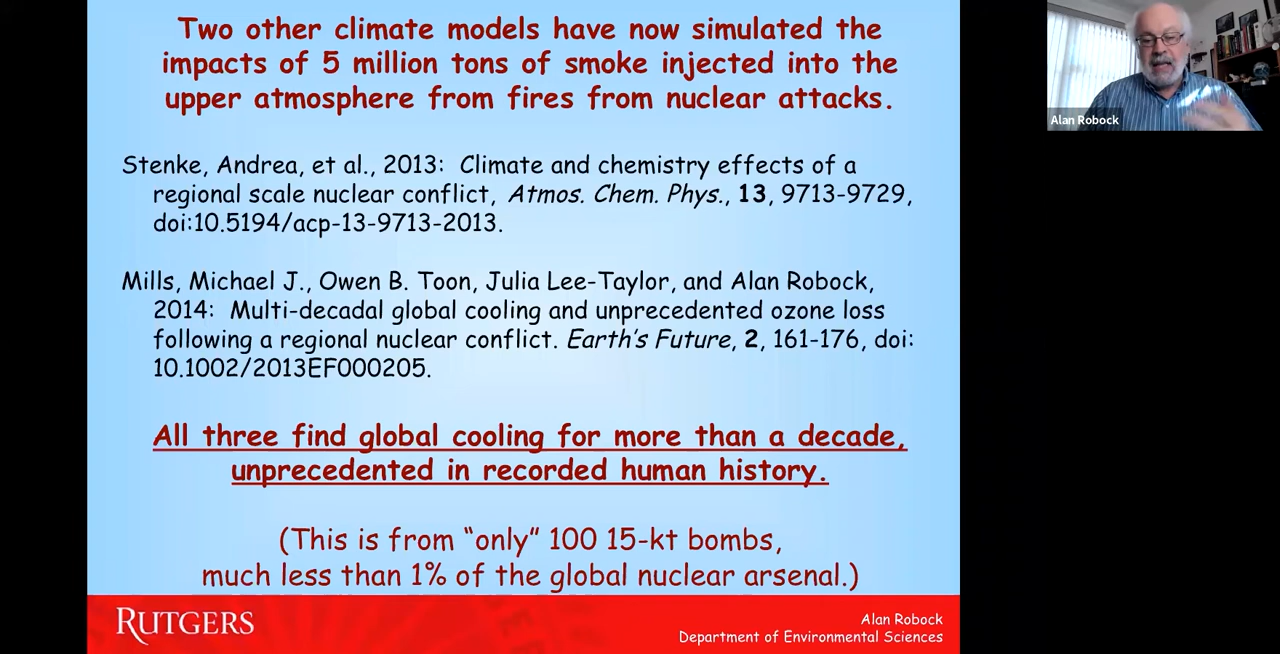 Two other climate models have now simulated the
impacts of 5 million tons of smoke injected into the
upper atmosphere from fires from nuclear attacks.
Stenke, Andrea, et al., 2013: Climate and chemistry effects of a
regional scale nuclear conflict, Atmos. Chem. Phys., 13, 9713-9729,
doi:10.5194/acp-13-9713-2013.
Mills, Michael J., Owen B. Toon, Julia Lee-Taylor, and Alan Robock,
2014: Multi-decadal global cooling and unprecedented ozone loss
following a regional nuclear conflict. Earth's Future, 2, 161-176, doi:
10.1002/2013EF000205.
All three find global cooling for more than a decade,
unprecedented in recorded human history.
(This is from “only” 100 15-kt bombs,
much less than 1% of the global nuclear arsenal.)
RUTGERS
Alan Robock
Department of Environmental Sciences
Alan Robock